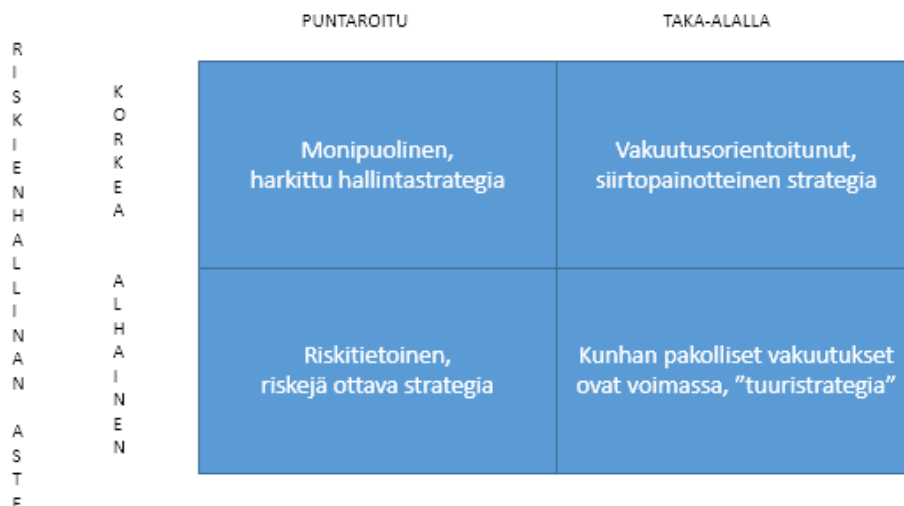 PUNTAROITU
TAKA-ALALLA
RISKIENHALLINAN ASTE
KORKEA
ALHAINEN
Monipuolinen,
harkittu hallintastrategia
Vakuutusorientoitunut,
siirtopainotteinen strategia
Riskitietoinen,
riskejä ottava strategia
Kunhan pakolliset vakuutukset
ovat voimassa, ”tuuristrategia”